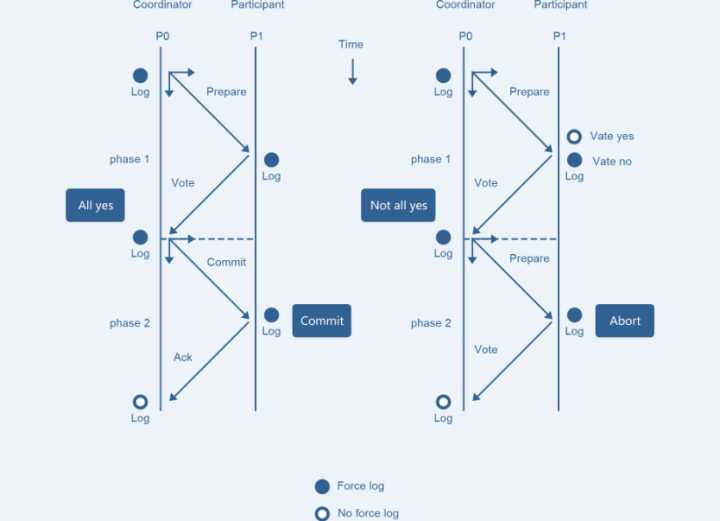 Coordinator Participant
P0 P1
Log
Prepare
phase 1
Log
Vote
All yes
Log
Commit
phase 2
Log
Commit
Ack
Log
Time
Coordinator Participant
P0 P1
Log
Prepare
Vate yes
phase 1
Vate no
Log
Vote
Not all yes
Log
Prepare
phase 2
Log
Abort
Vote
Log
Force log
No force log